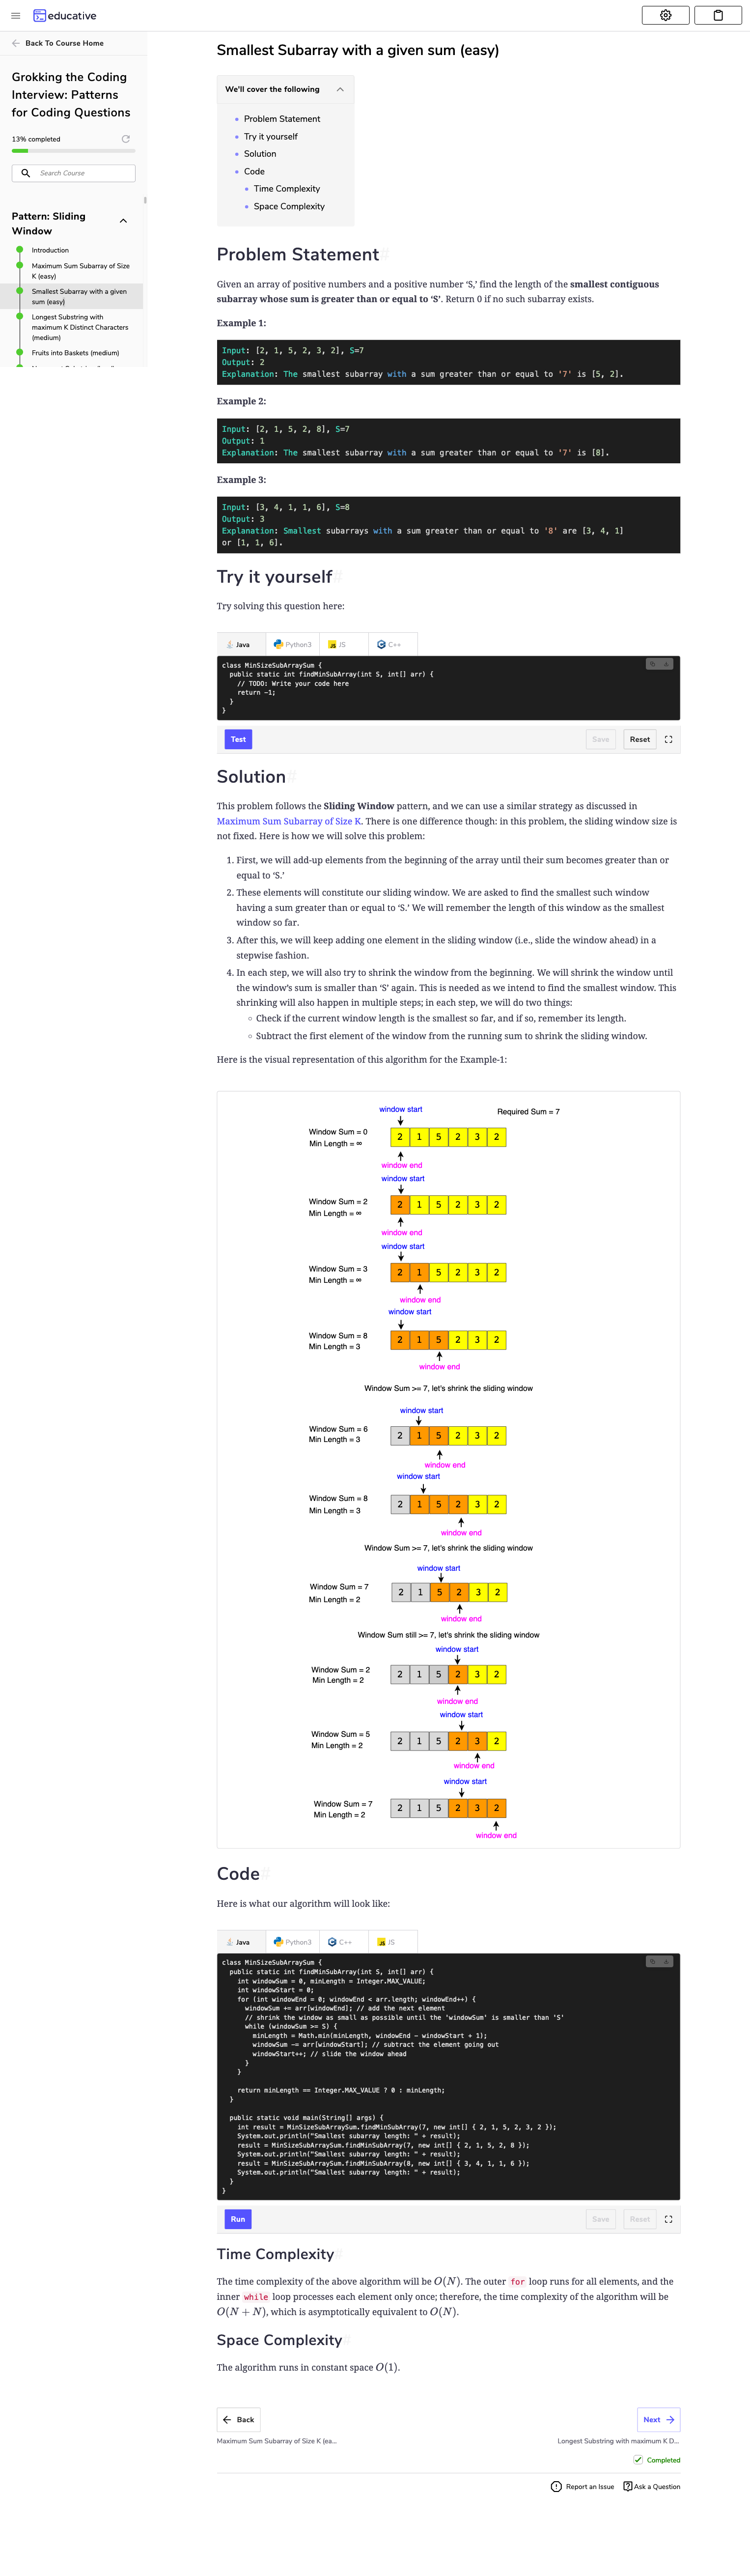 educative
Back To Course Home
Grokking the Coding
Interview: Patterns
for Coding Questions
13% completed
Search Course
Pattern: Sliding
Window
Introduction
Maximum Sum Subarray of Size
K (easy)
Smallest Subarray with a given
sum (easy)
Longest Substring with
maximum K Distinct Characters
(medium)
Fruits into Baskets (medium)
Smallest Subarray with a given sum (easy)
We'll cover the following
Problem Statement
Try it yourself
Solution
Code
Time Complexity
Space Complexity
Problem Statement#
Given an array of positive numbers and a positive number ‘S,’ find the length of the smallest contiguous
subarray whose sum is greater than or equal to ‘S’. Return 0 if no such subarray exists.
Example 1:
Input: [2, 1, 5, 2, 3, 2], S=7
Output: 2
Explanation: The smallest subarray with a sum greater than or equal to '7' is [5, 2].
Example 2:
Input: [2, 1, 5, 2, 8], S=7
Output: 1
Explanation: The smallest subarray with a sum greater than or equal to '7' is [8].
Example 3:
Input: [3, 4, 1, 1, 6], S=8
Output: 3
Explanation: Smallest subarrays with a sum greater than or equal to '8' are [3, 4, 1]
or [1, 1, 6].
Try it yourself#
Try solving this question here:
Java Python3 JS C++
class MinSizeSubArraySum {
public static int findMinSubArray(int S, int[] arr) {
// TODO: Write your code here
return -1;
}
}
Test Save Reset
Solution#
This problem follows the Sliding Window pattern, and we can use a similar strategy as discussed in
Maximum Sum Subarray of Size K. There is one difference though: in this problem, the sliding window size is
not fixed. Here is how we will solve this problem:
1. First, we will add-up elements from the beginning of the array until their sum becomes greater than or
equal to ‘S.’
2. These elements will constitute our sliding window. We are asked to find the smallest such window
having a sum greater than or equal to ‘S.’ We will remember the length of this window as the smallest
window so far.
3. After this, we will keep adding one element in the sliding window (i.e., slide the window ahead) in a
stepwise fashion.
4. In each step, we will also try to shrink the window from the beginning. We will shrink the window until
the window’s sum is smaller than ‘S’ again. This is needed as we intend to find the smallest window. This
shrinking will also happen in multiple steps; in each step, we will do two things:
Check if the current window length is the smallest so far, and if so, remember its length.
Subtract the first element of the window from the running sum to shrink the sliding window.
Here is the visual representation of this algorithm for the Example-1:
window start
Required Sum = 7
Window Sum = 0
Min Length = ∞
2 1 5 2 3 2
window end
window start
Window Sum = 2
Min Length = ∞
2 1 5 2 3 2
window end
window start
Window Sum = 3
Min Length = ∞
2 1 5 2 3 2
window end
window start
Window Sum = 8
Min Length = 3
2 1 5 2 3 2
window end
Window Sum >= 7, let's shrink the sliding window
window start
Window Sum = 6
Min Length = 3
2 1 5 2 3 2
window end
window start
Window Sum = 8
Min Length = 3
2 1 5 2 3 2
window end
Window Sum >= 7, let's shrink the sliding window
window start
Window Sum = 7
Min Length = 2
2 1 5 2 3 2
window end
Window Sum still >= 7, let's shrink the sliding window
window start
Window Sum = 2
Min Length = 2
2 1 5 2 3 2
window end
window start
Window Sum = 5
Min Length = 2
2 1 5 2 3 2
window end
window start
Window Sum = 7
Min Length = 2
2 1 5 2 3 2
window end
Code#
Here is what our algorithm will look like:
Java Python3 C++ JS
class MinSizeSubArraySum {
public static int findMinSubArray(int S, int[] arr) {
int windowSum = 0, minLength = Integer.MAX_VALUE;
int windowStart = 0;
for (int windowEnd = 0; windowEnd < arr.length; windowEnd++) {
windowSum += arr[windowEnd]; // add the next element
// shrink the window as small as possible until the 'windowSum' is smaller than 'S'
while (windowSum >= S) {
minLength = Math.min(minLength, windowEnd - windowStart + 1);
windowSum -= arr[windowStart]; // subtract the element going out
windowStart++; // slide the window ahead
}
}
return minLength == Integer.MAX_VALUE ? 0 : minLength;
}
public static void main(String[] args) {
int result = MinSizeSubArraySum.findMinSubArray(7, new int[] { 2, 1, 5, 2, 3, 2 });
System.out.println("Smallest subarray length: " + result);
result = MinSizeSubArraySum.findMinSubArray(7, new int[] { 2, 1, 5, 2, 8 });
System.out.println("Smallest subarray length: " + result);
result = MinSizeSubArraySum.findMinSubArray(8, new int[] { 3, 4, 1, 1, 6 });
System.out.println("Smallest subarray length: " + result);
}
}
Run Save Reset
Time Complexity#
The time complexity of the above algorithm will be O(N). The outer for loop runs for all elements, and the
inner while loop processes each element only once; therefore, the time complexity of the algorithm will be
O(N + N), which is asymptotically equivalent to O(N).
Space Complexity#
The algorithm runs in constant space O(1).
Back Next
Maximum Sum Subarray of Size K (ea... Longest Substring with maximum K D...
Completed
Report an Issue Ask a Question